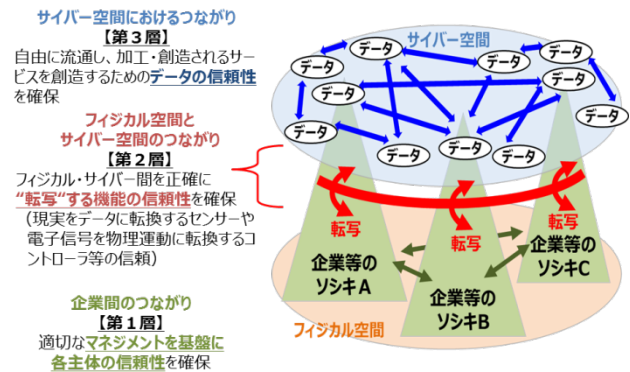 サイバー空間におけるつながり
【第３層】
自由に流通し、加工・創造されるサー
ビスを創造するためのデータの信頼性
を確保
フィジカル空間と
サイバー空間のつながり
【第２層】
フィジカル・サイバー間を正確に
“転写“する機能の信頼性を確保
（現実をデータに転換するセンサーや
電子信号を物理運動に転換するコ
ントローラ等の信頼）
企業間のつながり
【第１層】
適切なマネジメントを基盤に
各主体の信頼性を確保
サイバー空間
データ
データ
データ
データ
データ
データ
データ
データ
データ
データ
データ
転写
転写
転写
企業等の
ソシキA
企業等の
ソシキB
企業等の
ソシキC
フィジカル空間